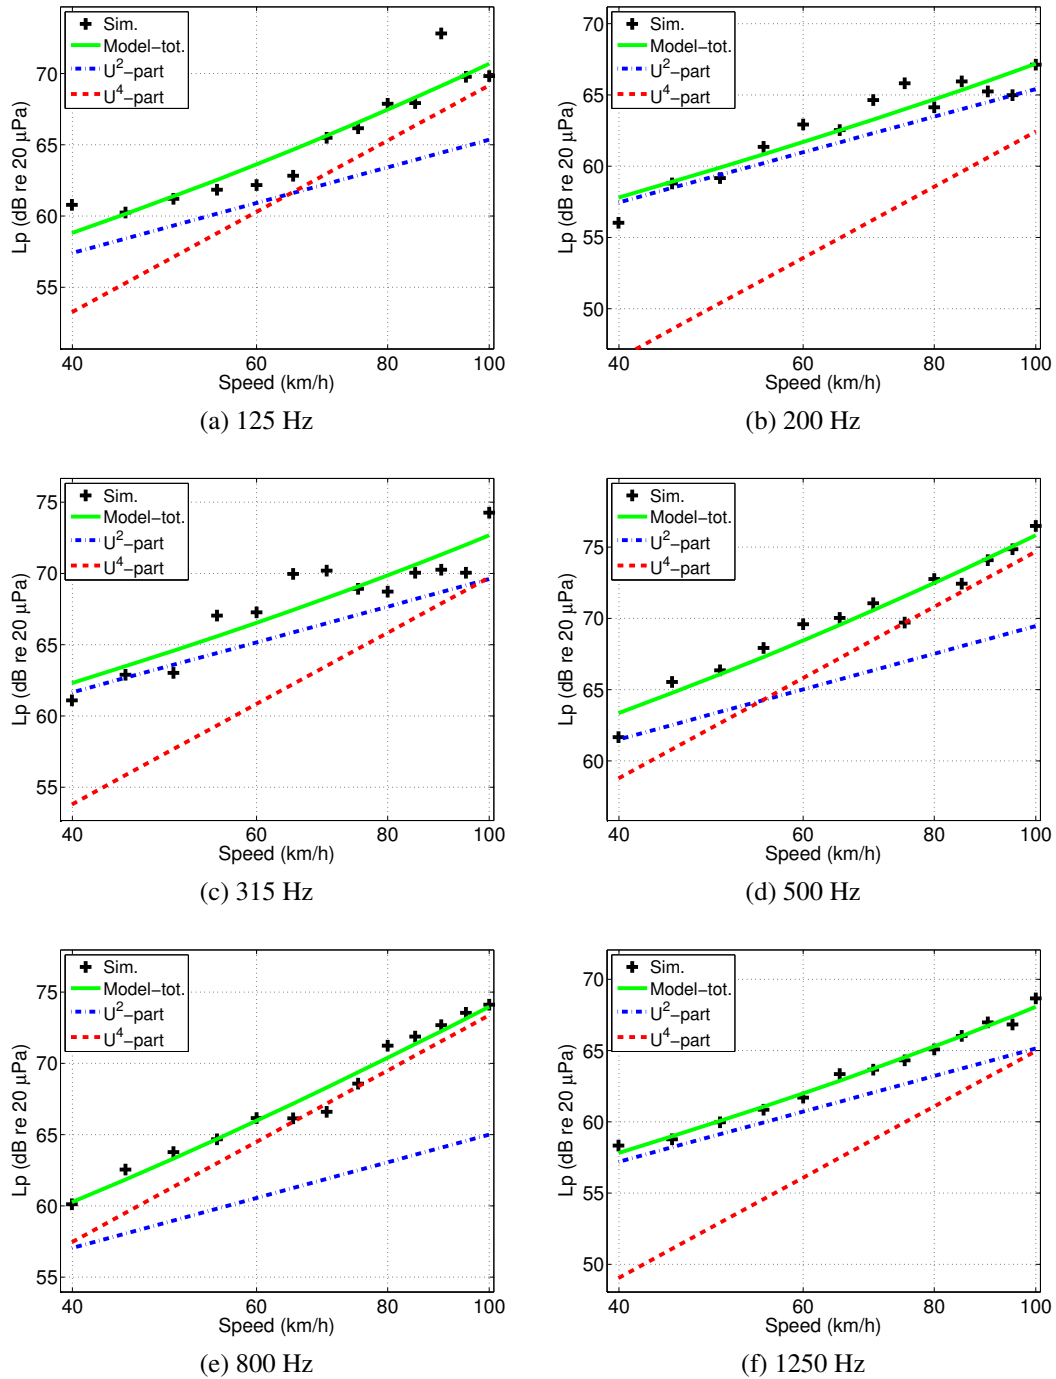 Sim.
Model-tot.
U²-part
U⁴-part
70
65
60
55
40
60
80
100
Lp (dB re 20 μPa)
Speed (km/h)
(a) 125 Hz
Sim.
Model-tot.
U²-part
U⁴-part
70
65
60
55
50
40
60
80
100
Lp (dB re 20 μPa)
Speed (km/h)
(b) 200 Hz
Sim.
Model-tot.
U²-part
U⁴-part
75
70
65
60
55
40
60
80
100
Lp (dB re 20 μPa)
Speed (km/h)
(c) 315 Hz
Sim.
Model-tot.
U²-part
U⁴-part
75
70
65
60
40
60
80
100
Lp (dB re 20 μPa)
Speed (km/h)
(d) 500 Hz
Sim.
Model-tot.
U²-part
U⁴-part
75
70
65
60
55
40
60
80
100
Lp (dB re 20 μPa)
Speed (km/h)
(e) 800 Hz
Sim.
Model-tot.
U²-part
U⁴-part
70
65
60
55
50
40
60
80
100
Lp (dB re 20 μPa)
Speed (km/h)
(f) 1250 Hz